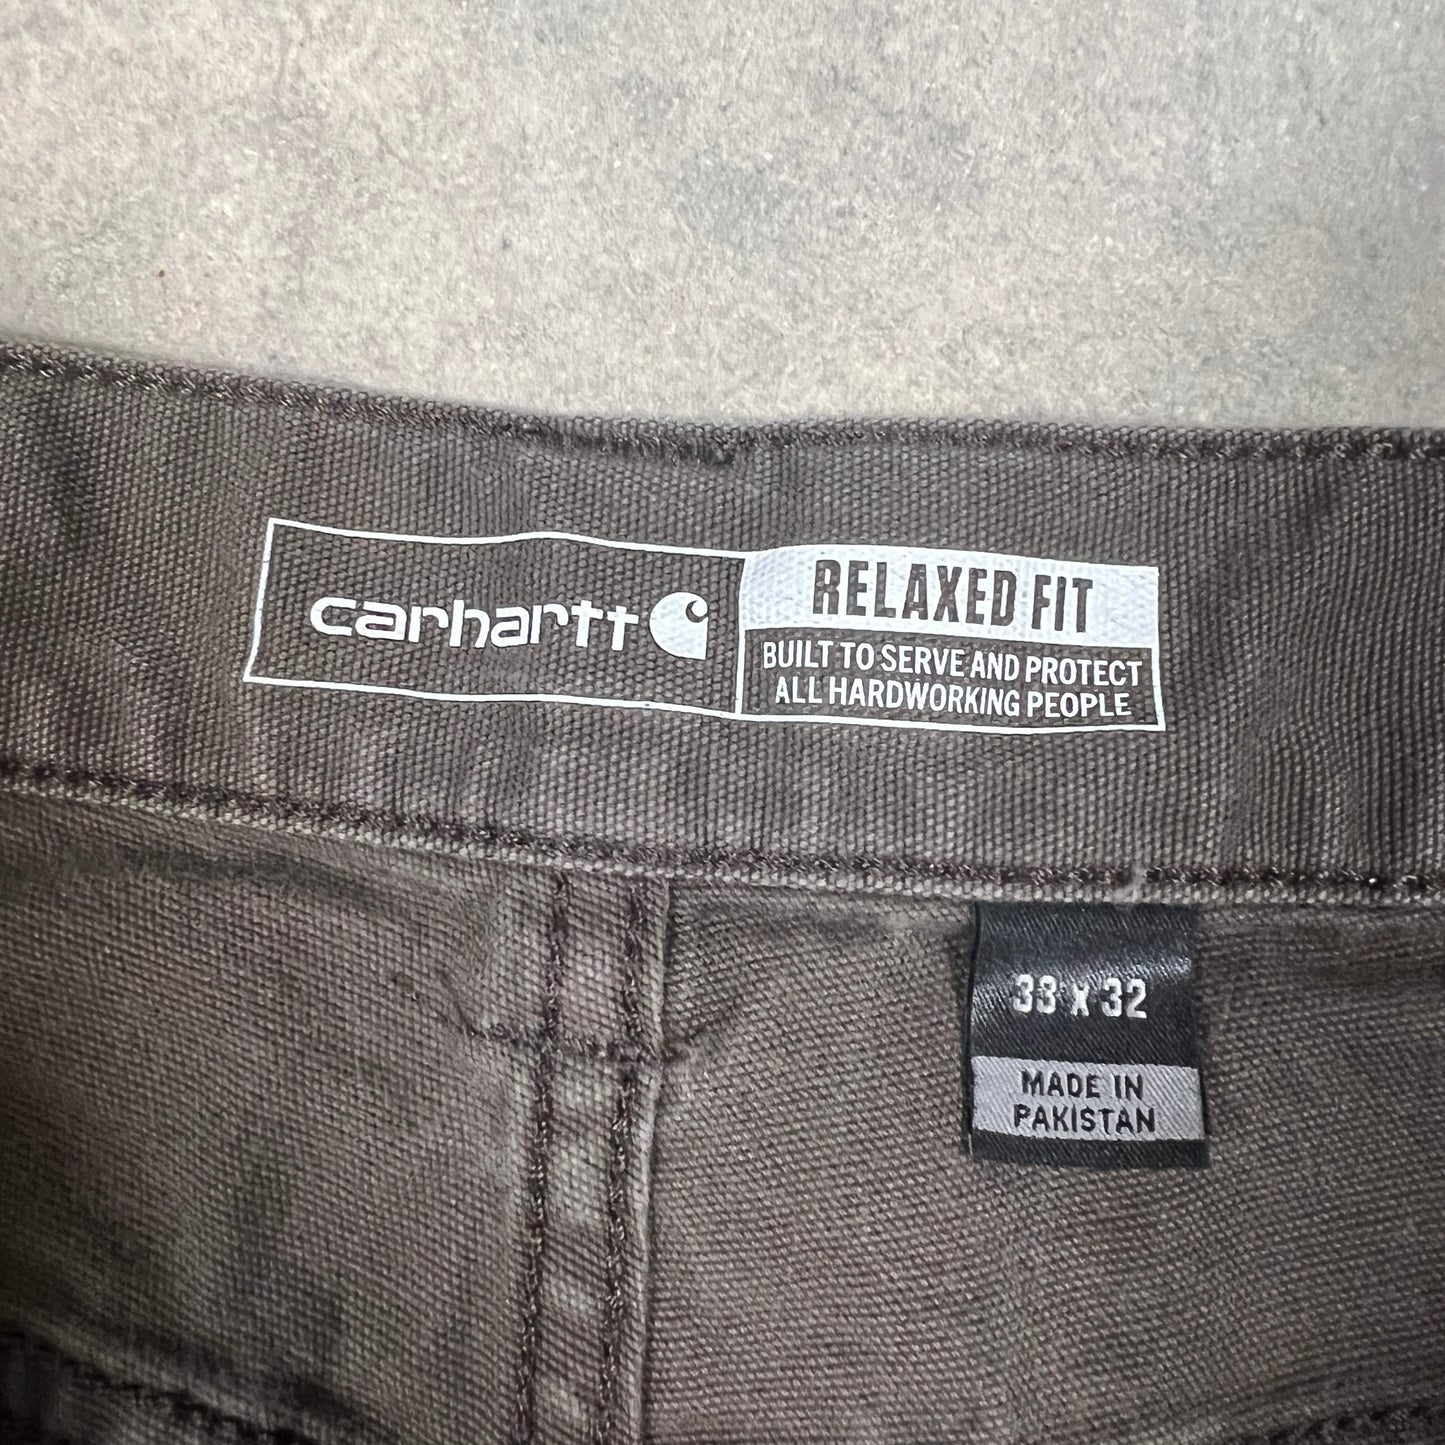 carhartt
RELAXED FIT
BUILT TO SERVE AND PROTECT
ALL HARDWORKING PEOPLE
33 x 32
MADE IN
PAKISTAN